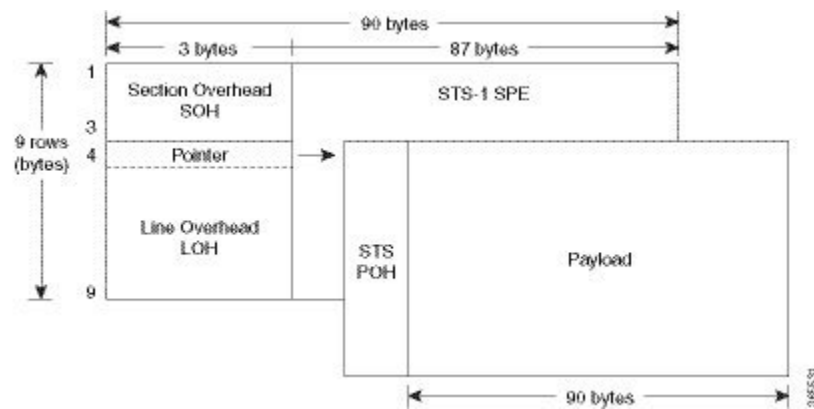 90 bytes
3 bytes
87 bytes
1
Section Overhead
SOH
STS-1 SPE
3
9 rows
(bytes)
4
Pointer
Line Overhead
LOH
STS
POH
Payload
9
90 bytes